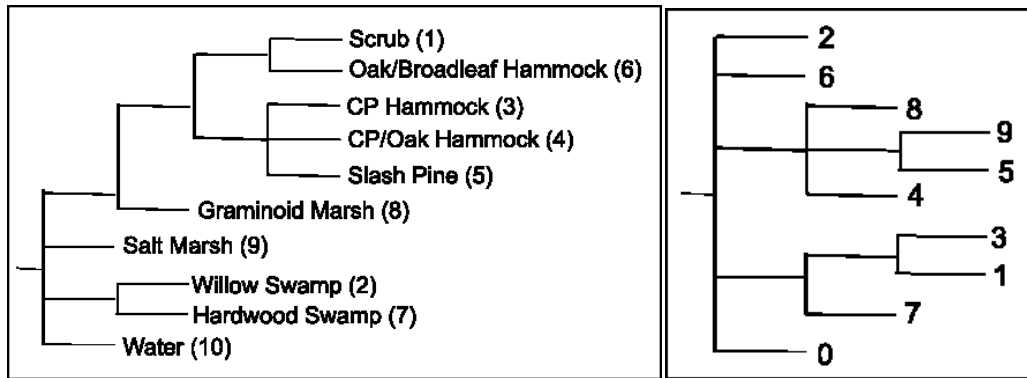 Scrub (1)
Oak/Broadleaf Hammock (6)
CP Hammock (3)
CP/Oak Hammock (4)
Slash Pine (5)
Graminoid Marsh (8)
Salt Marsh (9)
Willow Swamp (2)
Hardwood Swamp (7)
Water (10)
2
6
8
9
5
4
3
1
7
0